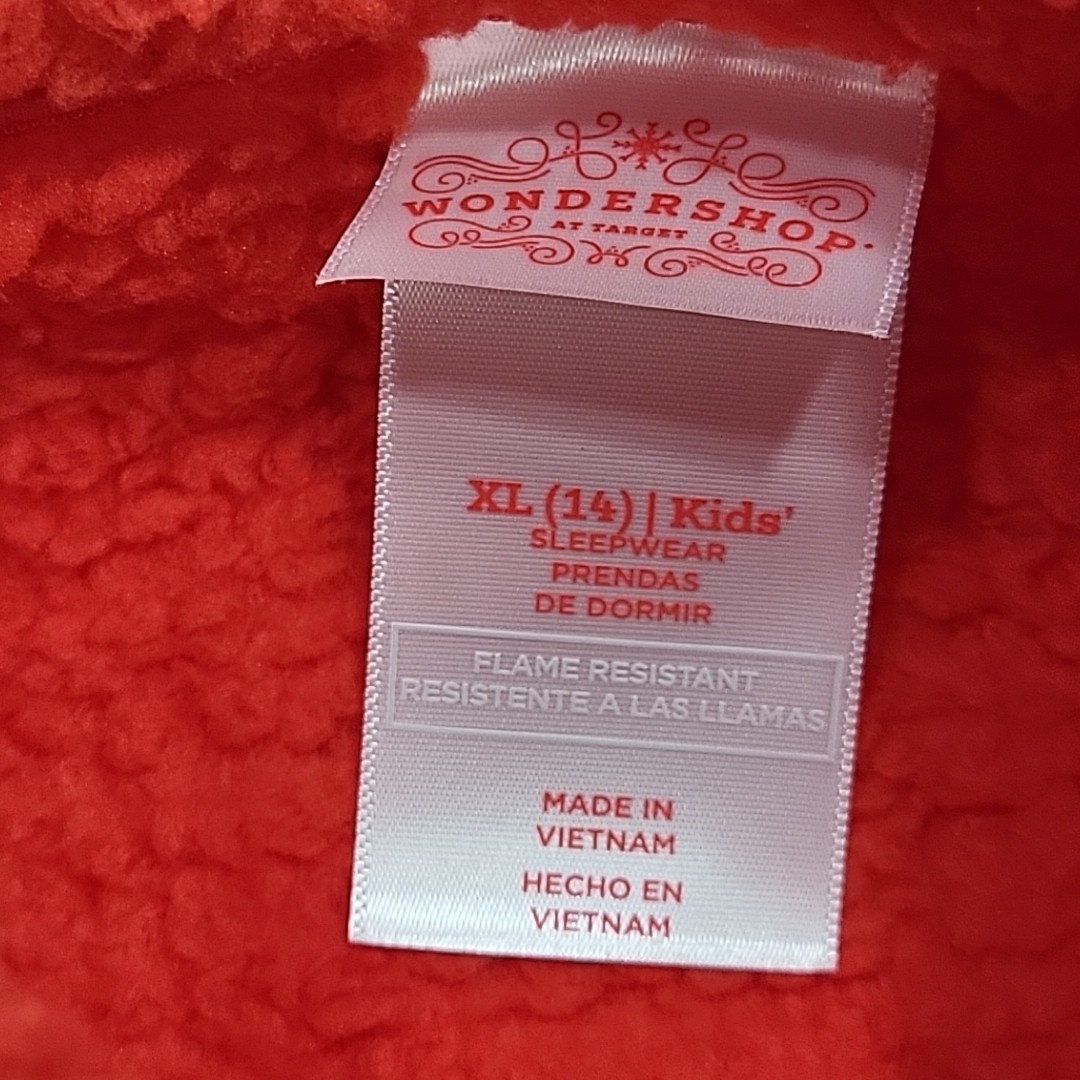 WONDERSHOP
AT TARGET
XL (14) | Kids'
SLEEPWEAR
PRENDAS
DE DORMIR
FLAME RESISTANT
RESISTENTE A LAS LLAMAS
MADE IN
VIETNAM
HECHO EN
VIETNAM